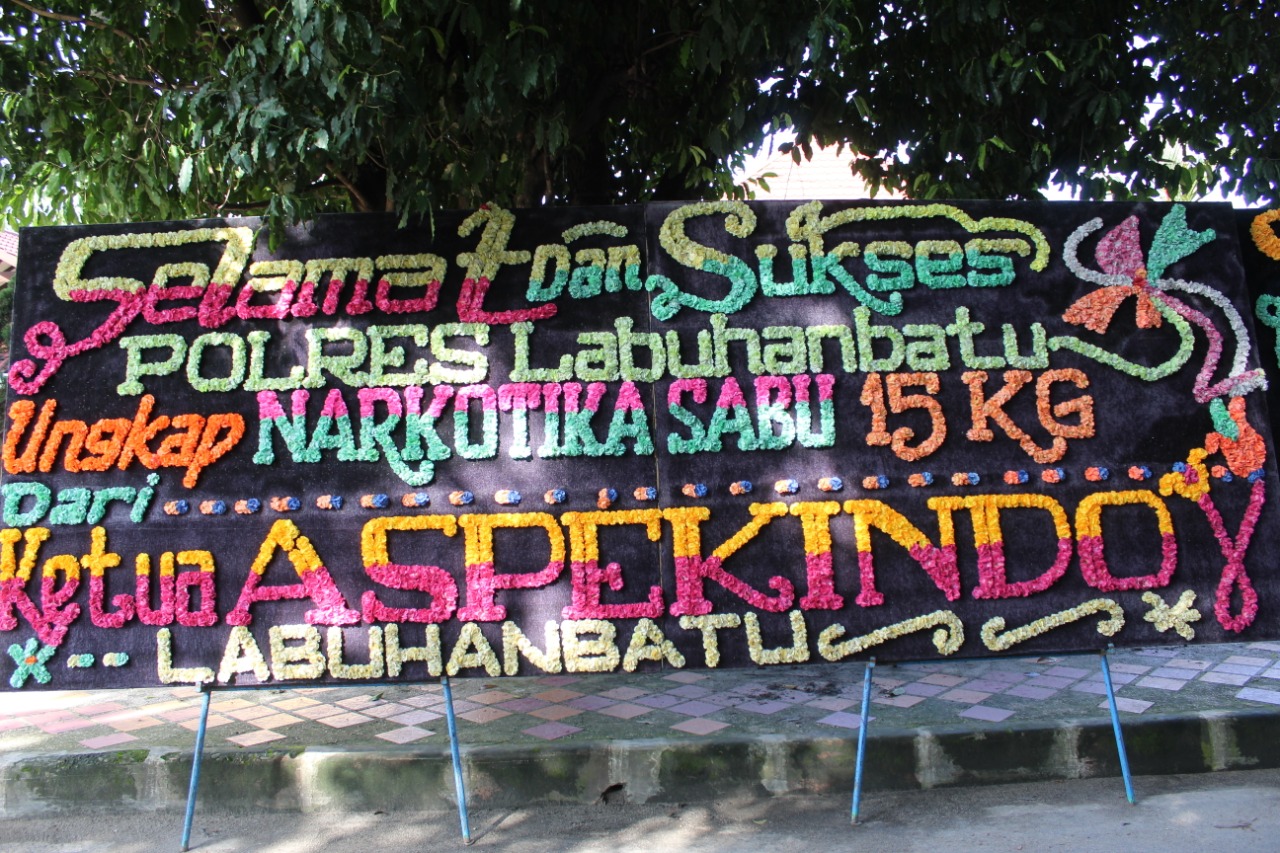 Selamat Dan Sukses
POLRES Labuhanbatu
Ungkap NARKOTIKA SABU 15 KG
Dari
Ketua ASPEKINDO
LABUHANBATU